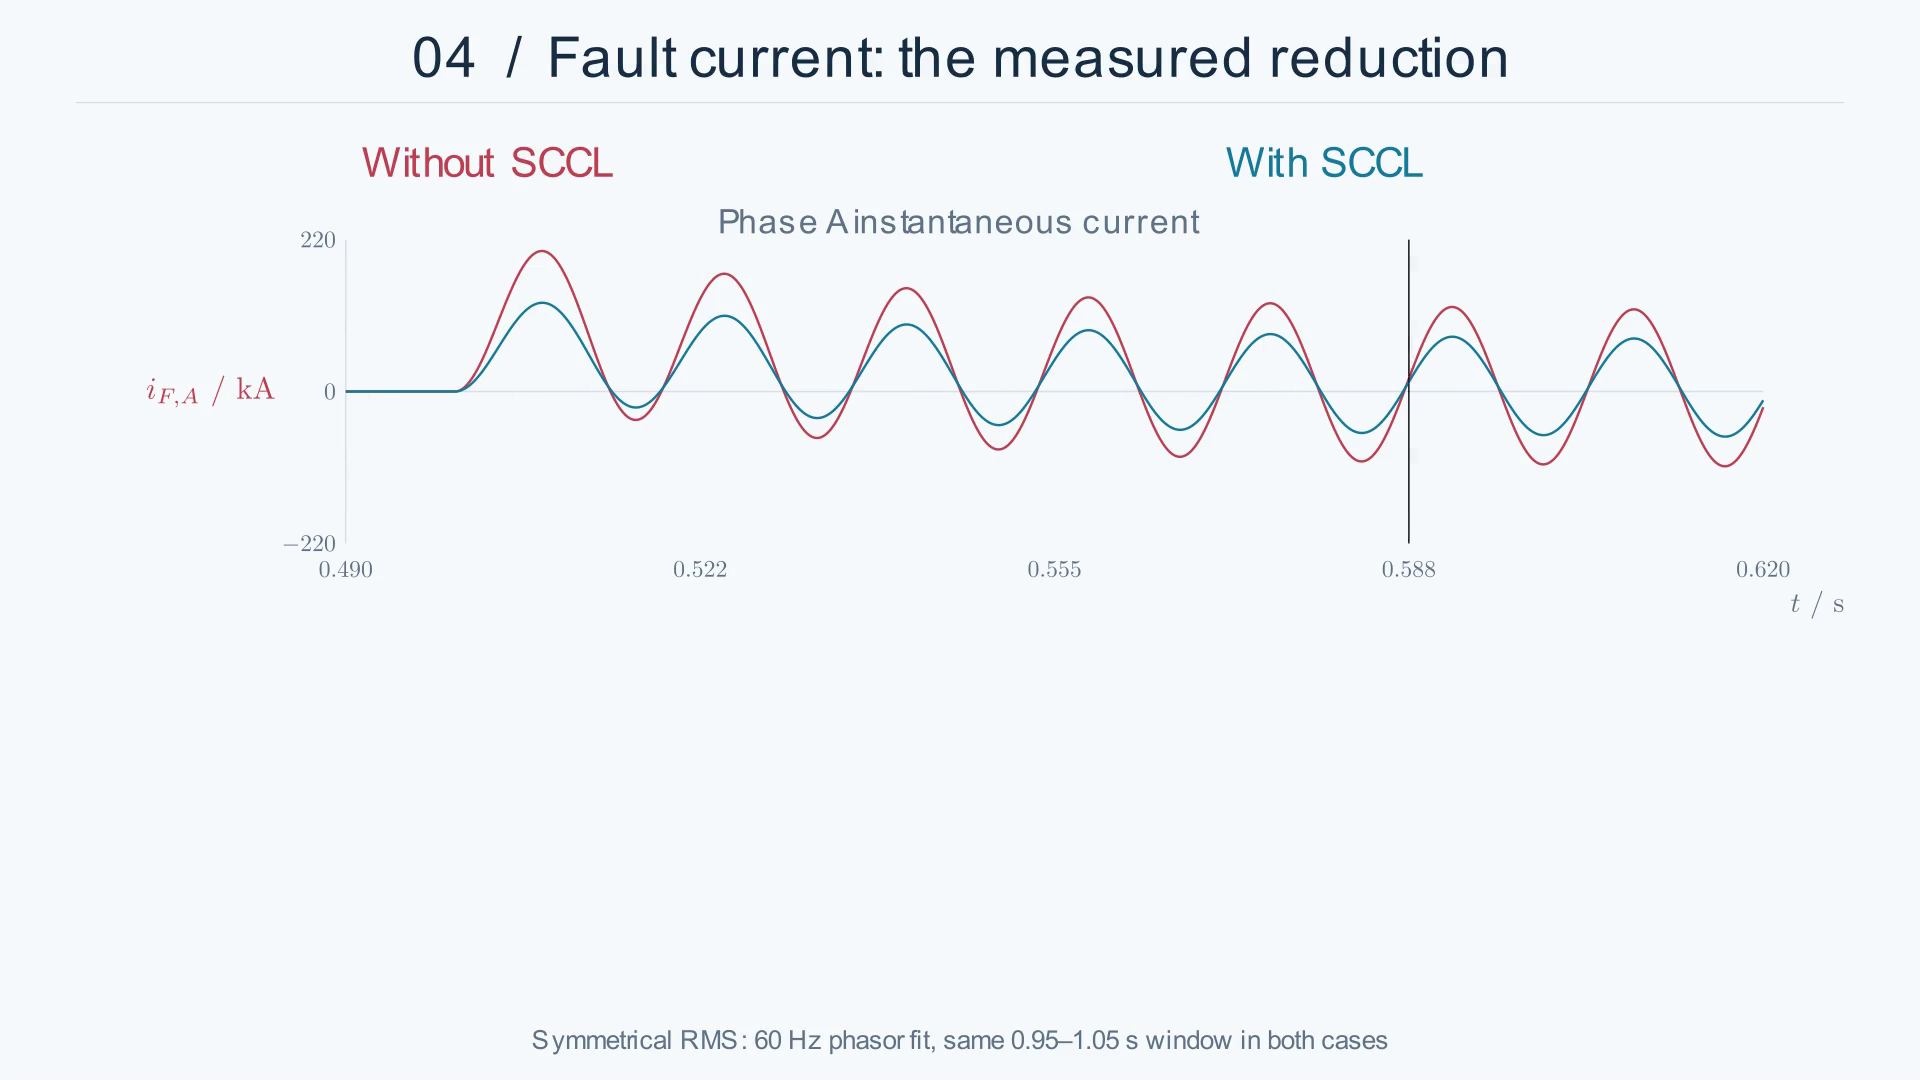 04 / Fault current: the measured reduction
Without SCCL
With SCCL
Phase A instantaneous current
220
i_{F,A} / kA
0
−220
0.490
0.522
0.555
0.588
0.620
t / s
Symmetrical RMS: 60 Hz phasor fit, same 0.95–1.05 s window in both cases